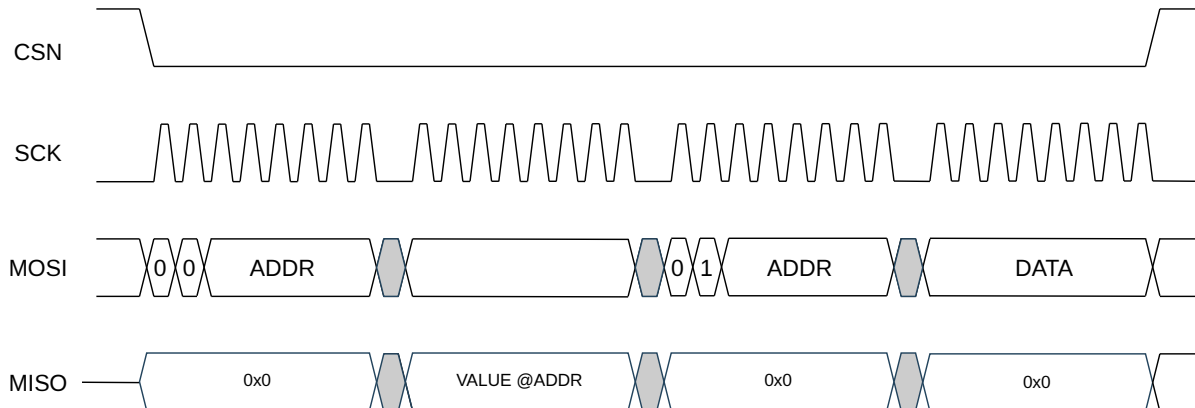 CSN
SCK
MOSI 0 0 ADDR 0 1 ADDR DATA
MISO 0x0 VALUE @ADDR 0x0 0x0